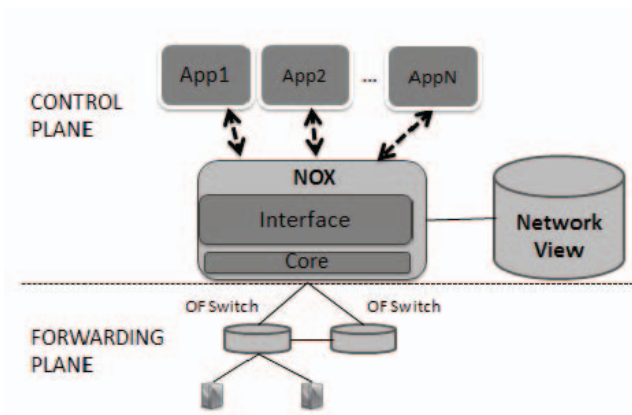 App1
App2
...
AppN
CONTROL
PLANE
NOX
Interface
Core
Network
View
OF Switch
OF Switch
FORWARDING
PLANE